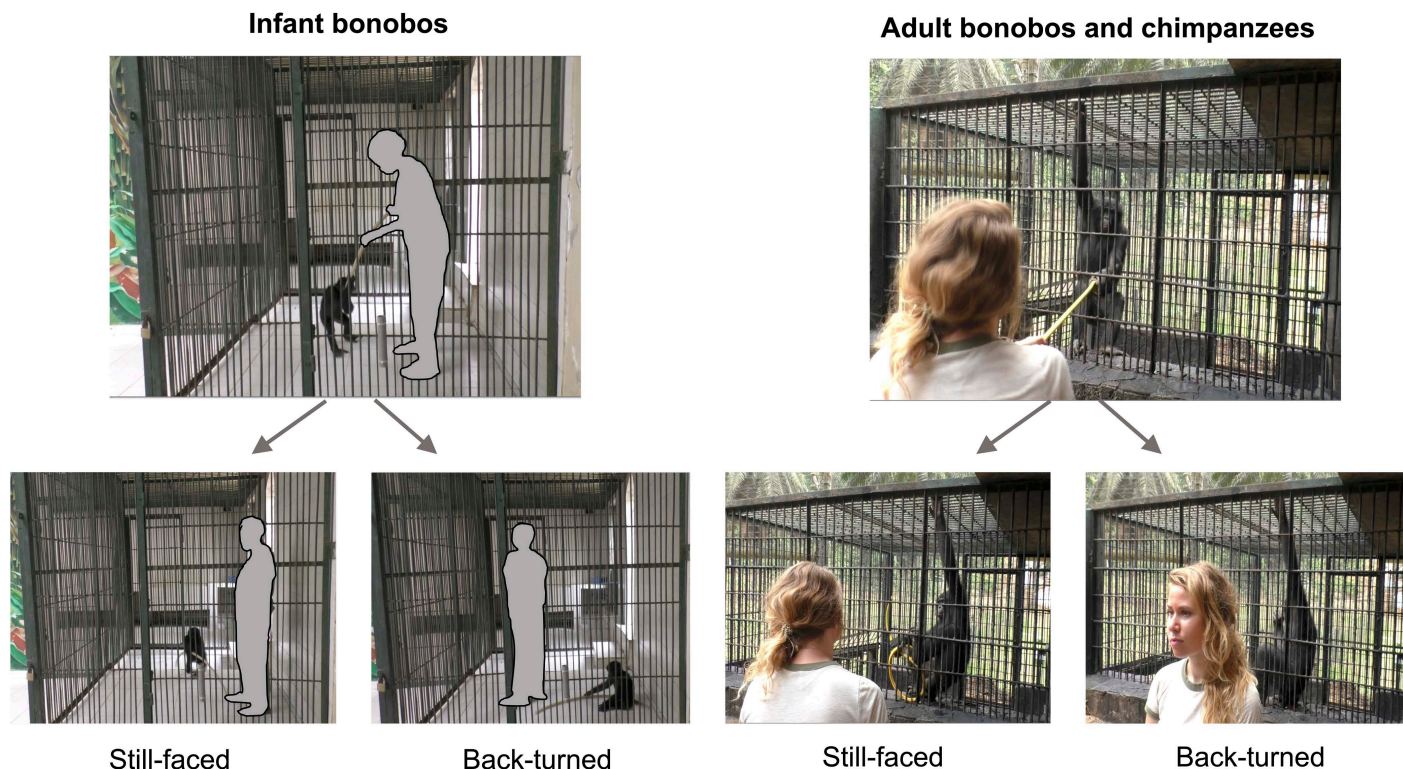 Infant bonobos
Adult bonobos and chimpanzees
Still-faced
Back-turned
Still-faced
Back-turned